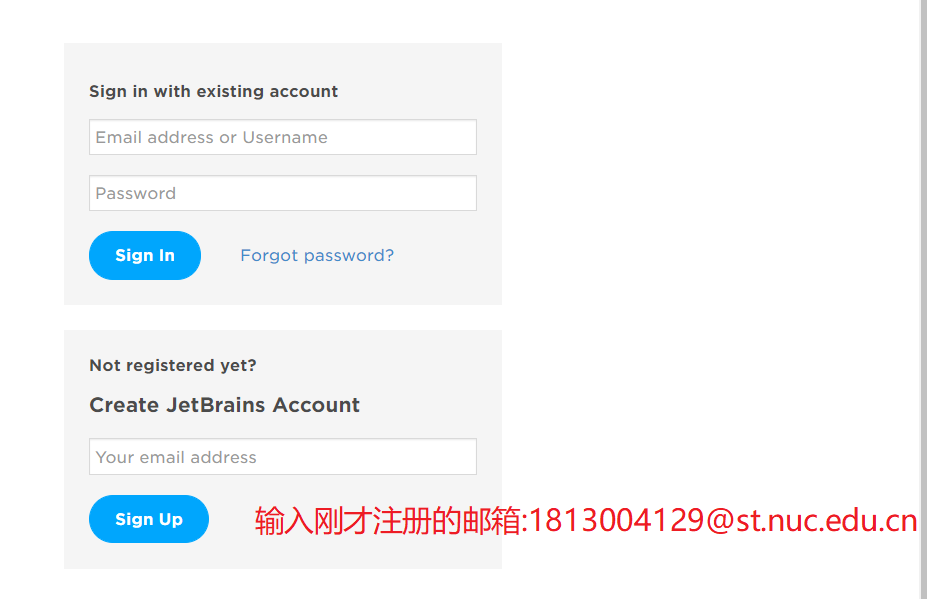 Sign in with existing account
Email address or Username
Password
Sign In Forgot password?
Not registered yet?
Create JetBrains Account
Your email address
Sign Up 输入刚才注册的邮箱:1813004129@st.nuc.edu.cn